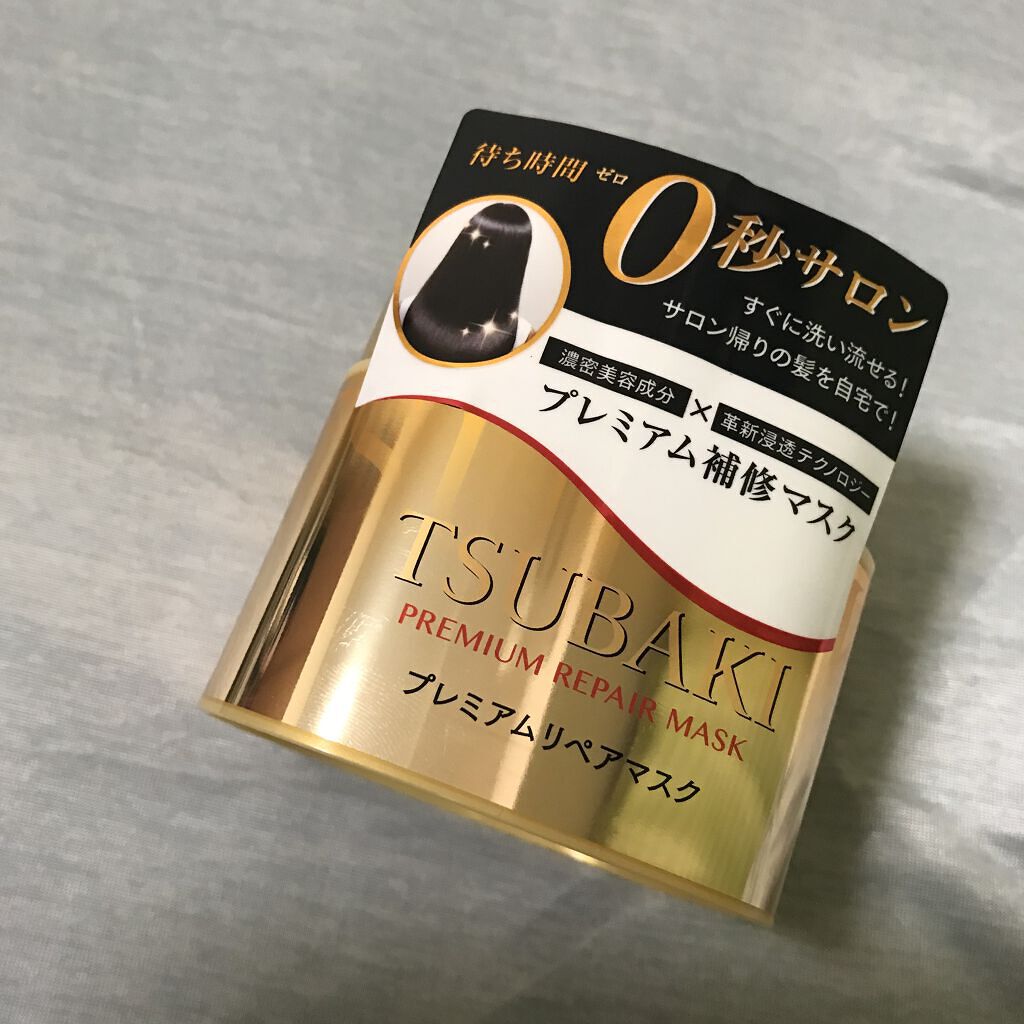 待ち時間 ゼロ 0秒サロン
すぐに洗い流せる!
サロン帰りの髪を自宅で!
濃密美容成分 × 革新浸透テクノロジー
プレミアム補修マスク
TSUBAKI
PREMIUM REPAIR MASK
プレミアムリペアマスク